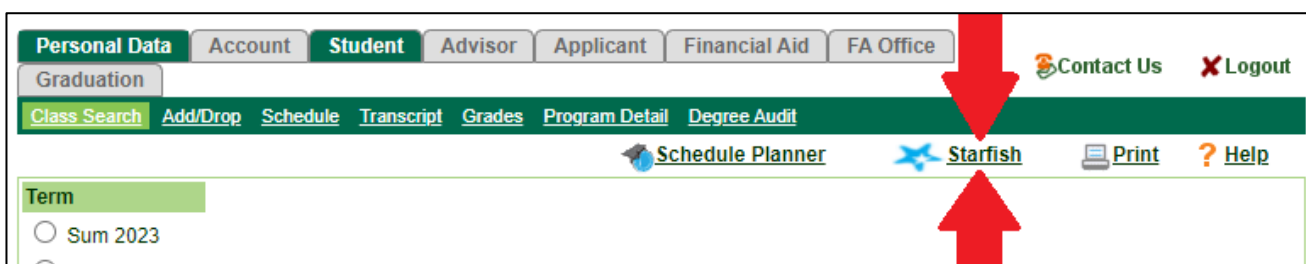 Personal Data Account Student Advisor Applicant Financial Aid FA Office
Contact Us Logout
Graduation
Class Search Add/Drop Schedule Transcript Grades Program Detail Degree Audit
Schedule Planner Starfish Print ? Help
Term
Sum 2023